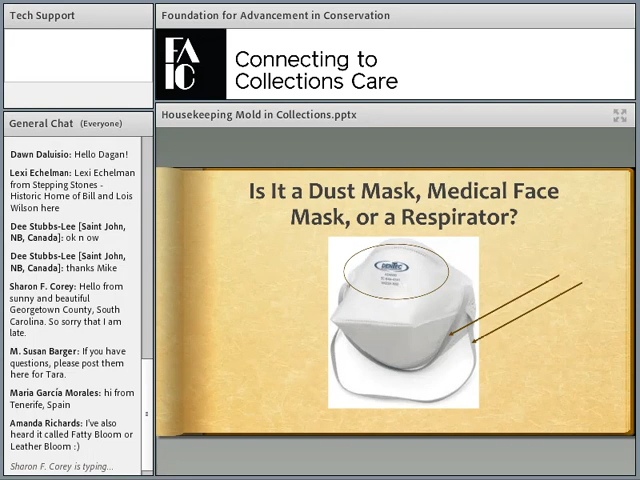 Tech Support
Foundation for Advancement in Conservation
FAIC
Connecting to
Collections Care
General Chat (Everyone)
Dawn Daluisio: Hello Dagan!
Lexi Echelman: Lexi Echelman
from Stepping Stones -
Historic Home of Bill and Lois
Wilson here
Dee Stubbs-Lee [Saint John,
NB, Canada]: ok n ow
Dee Stubbs-Lee [Saint John,
NB, Canada]: thanks Mike
Sharon F. Corey: Hello from
sunny and beautiful
Georgetown County, South
Carolina. So sorry that I am
late.
M. Susan Barger: If you have
questions, please post them
here for Tara.
Maria García Morales: hi from
Tenerife, Spain
Amanda Richards: I've also
heard it called Fatty Bloom or
Leather Bloom :)
Sharon F. Corey is typing...
Housekeeping Mold in Collections.pptx
Is It a Dust Mask, Medical Face
Mask, or a Respirator?
DENTEC